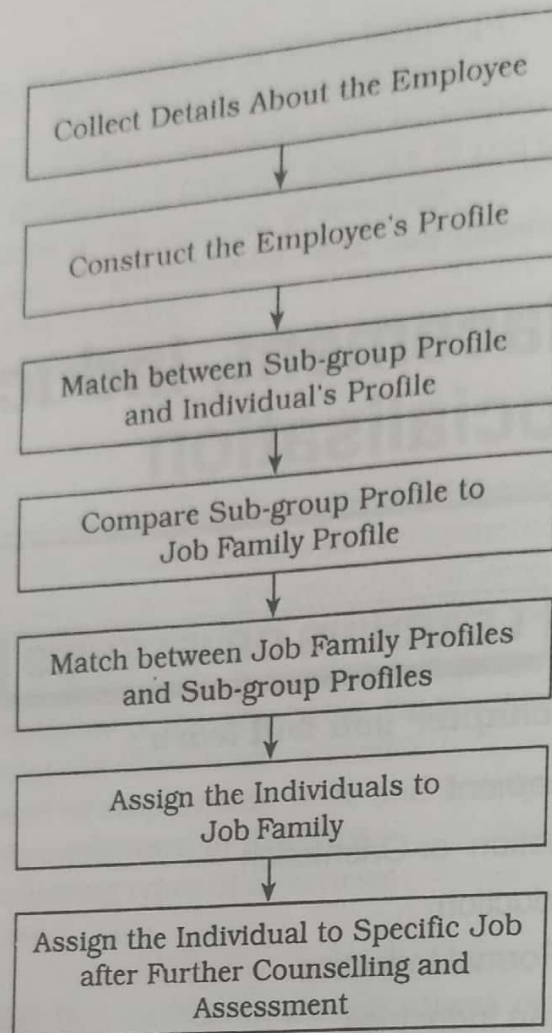 Collect Details About the Employee
Construct the Employee's Profile
Match between Sub-group Profile
and Individual's Profile
Compare Sub-group Profile to
Job Family Profile
Match between Job Family Profiles
and Sub-group Profiles
Assign the Individuals to
Job Family
Assign the Individual to Specific Job
after Further Counselling and
Assessment